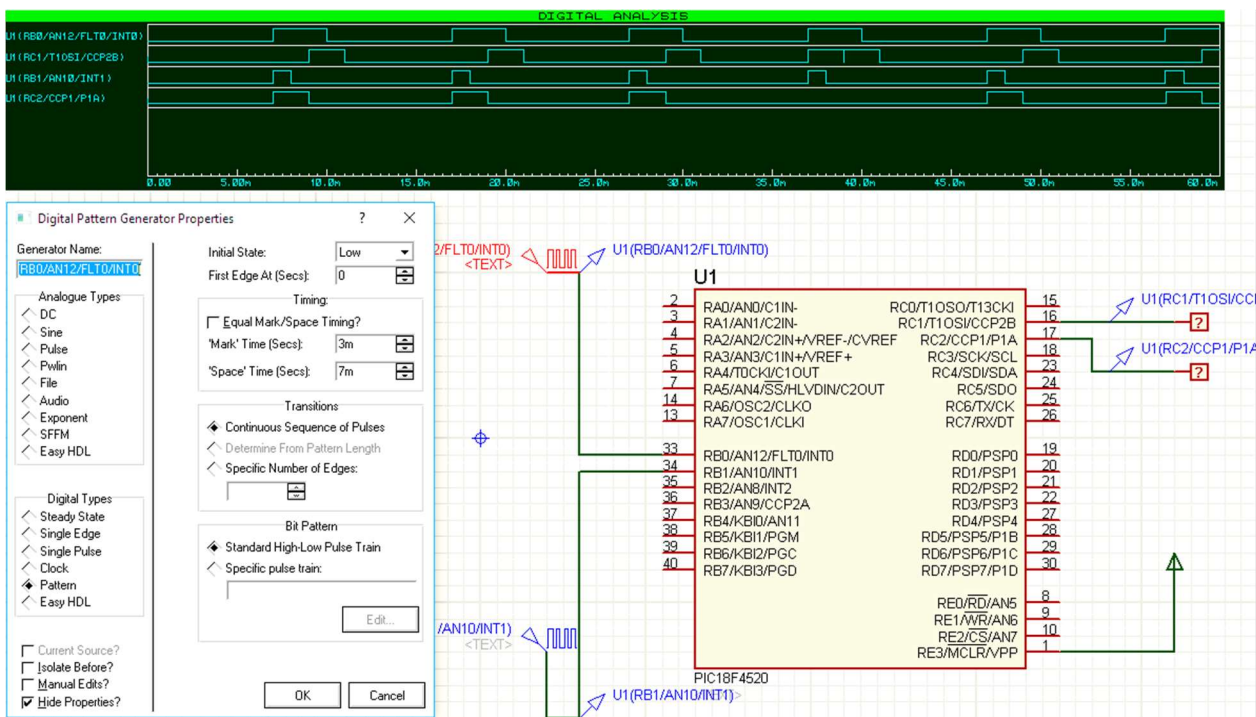 DIGITAL ANALYSIS
U1(RB0/AN12/FLT0/INT0)
U1(RC1/T1OSI/CCP2B)
U1(RB1/AN10/INT1)
U1(RC2/CCP1/P1A)
0.00 5.00m 10.0m 15.0m 20.0m 25.0m 30.0m 35.0m 40.0m 45.0m 50.0m 55.0m 60.0m
Digital Pattern Generator Properties ? ×
Generator Name:
RB0/AN12/FLT0/INT0(
Analogue Types
DC
Sine
Pulse
Pwlin
File
Audio
Exponent
SFFM
Easy HDL
Digital Types
Steady State
Single Edge
Single Pulse
Clock
Pattern
Easy HDL
Current Source?
Isolate Before?
Manual Edits?
Hide Properties?
Initial State: Low
First Edge At (Secs): 0
Timing:
Equal Mark/Space Timing?
'Mark' Time (Secs): 3m
'Space' Time (Secs): 7m
Transitions
Continuous Sequence of Pulses
Determine From Pattern Length
Specific Number of Edges:
Bit Pattern
Standard High-Low Pulse Train
Specific pulse train:
Edit...
OK Cancel
2/FLT0/INT0)
<TEXT>
U1(RB0/AN12/FLT0/INT0)
/AN10/INT1)
<TEXT>
U1(RB1/AN10/INT1)
U1
2 RA0/AN0/C1IN-
3 RA1/AN1/C2IN-
4 RA2/AN2/C2IN+/VREF-/CVREF
5 RA3/AN3/C1IN+/VREF+
6 RA4/T0CKI/C1OUT
7 RA5/AN4/SS/HLVDIN/C2OUT
14 RA6/OSC2/CLKO
13 RA7/OSC1/CLKI
33 RB0/AN12/FLT0/INT0
34 RB1/AN10/INT1
35 RB2/AN8/INT2
36 RB3/AN9/CCP2A
37 RB4/KBI0/AN11
38 RB5/KBI1/PGM
39 RB6/KBI2/PGC
40 RB7/KBI3/PGD
RC0/T1OSO/T13CKI 15
RC1/T1OSI/CCP2B 16
RC2/CCP1/P1A 17
RC3/SCK/SCL 18
RC4/SDI/SDA 23
RC5/SDO 24
RC6/TX/CK 25
RC7/RX/DT 26
RD0/PSP0 19
RD1/PSP1 20
RD2/PSP2 21
RD3/PSP3 22
RD4/PSP4 27
RD5/PSP5/P1B 28
RD6/PSP6/P1C 29
RD7/PSP7/P1D 30
RE0/RD/AN5 8
RE1/WR/AN6 9
RE2/CS/AN7 10
RE3/MCLR/VPP 1
PIC18F4520
U1(RC1/T1OSI/CC
?
U1(RC2/CCP1/P1A
?